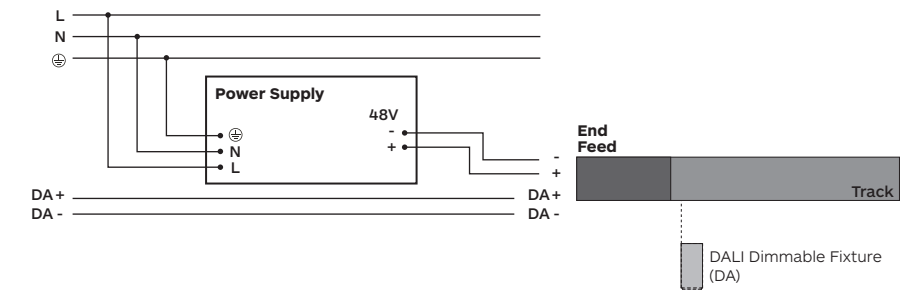 L
N
Power Supply
48V
-
+
N
L
End
Feed
-
+
Track
DA+
DA -
DA+
DA -
DALI Dimmable Fixture
(DA)